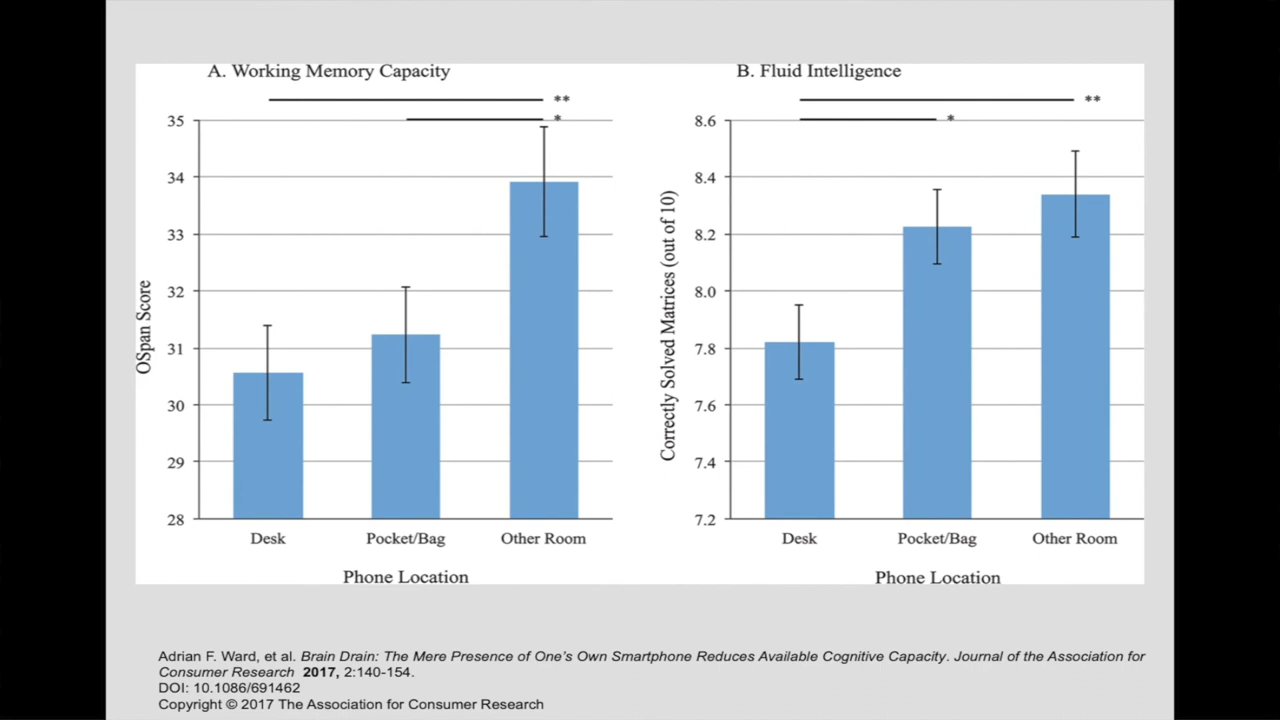 A. Working Memory Capacity
**
*
35
34
33
32
31
30
29
28
OSpan Score
Desk
Pocket/Bag
Other Room
Phone Location
B. Fluid Intelligence
**
*
8.6
8.4
8.2
8.0
7.8
7.6
7.4
7.2
Correctly Solved Matrices (out of 10)
Desk
Pocket/Bag
Other Room
Phone Location
Adrian F. Ward, et al. Brain Drain: The Mere Presence of One's Own Smartphone Reduces Available Cognitive Capacity. Journal of the Association for
Consumer Research 2017, 2:140-154.
DOI: 10.1086/691462
Copyright © 2017 The Association for Consumer Research